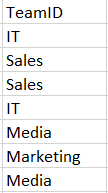 TeamID
IT
Sales
Sales
IT
Media
Marketing
Media